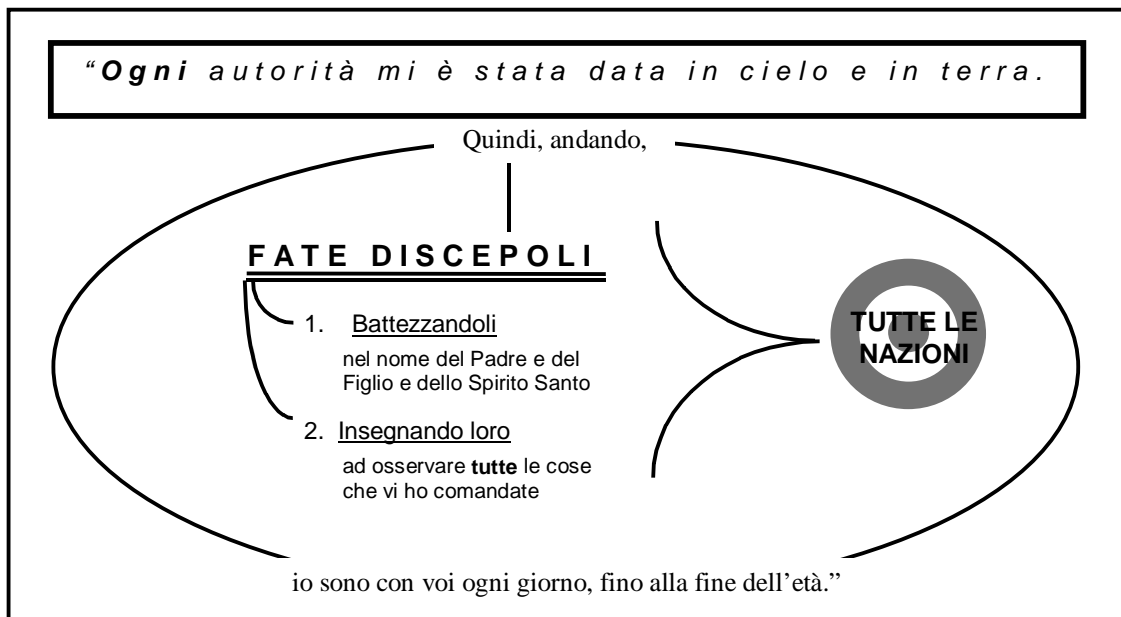 “Ogni autorità mi è stata data in cielo e in terra.
Quindi, andando,
FATE DISCEPOLI
1. Battezzandoli
nel nome del Padre e del
Figlio e dello Spirito Santo
2. Insegnando loro
ad osservare tutte le cose
che vi ho comandate
TUTTE LE
NAZIONI
io sono con voi ogni giorno, fino alla fine dell’età.”